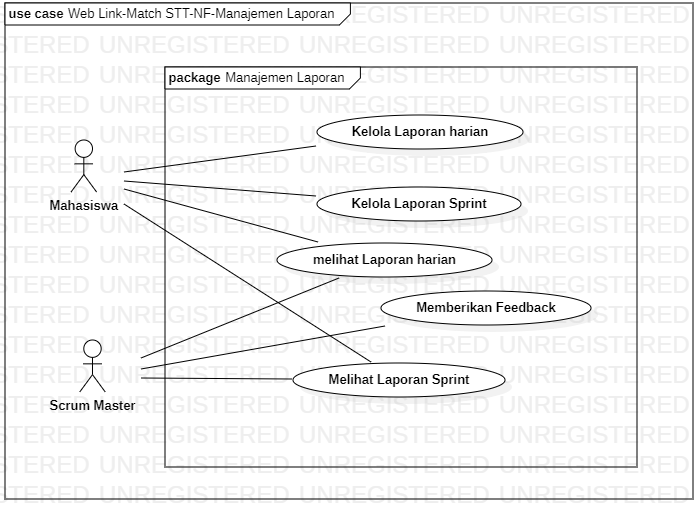 use case Web Link-Match STT-NF-Manajemen Laporan
package Manajemen Laporan
Kelola Laporan harian
Mahasiswa
Kelola Laporan Sprint
melihat Laporan harian
Memberikan Feedback
Scrum Master
Melihat Laporan Sprint
UNREGISTERED